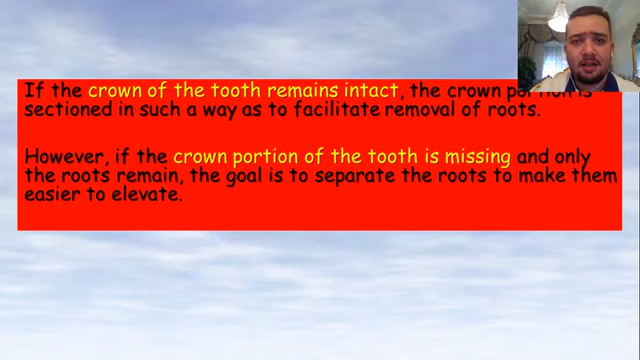 If the crown of the tooth remains intact, the crown portion is
sectioned in such a way as to facilitate removal of roots.
However, if the crown portion of the tooth is missing and only
the roots remain, the goal is to separate the roots to make them
easier to elevate.